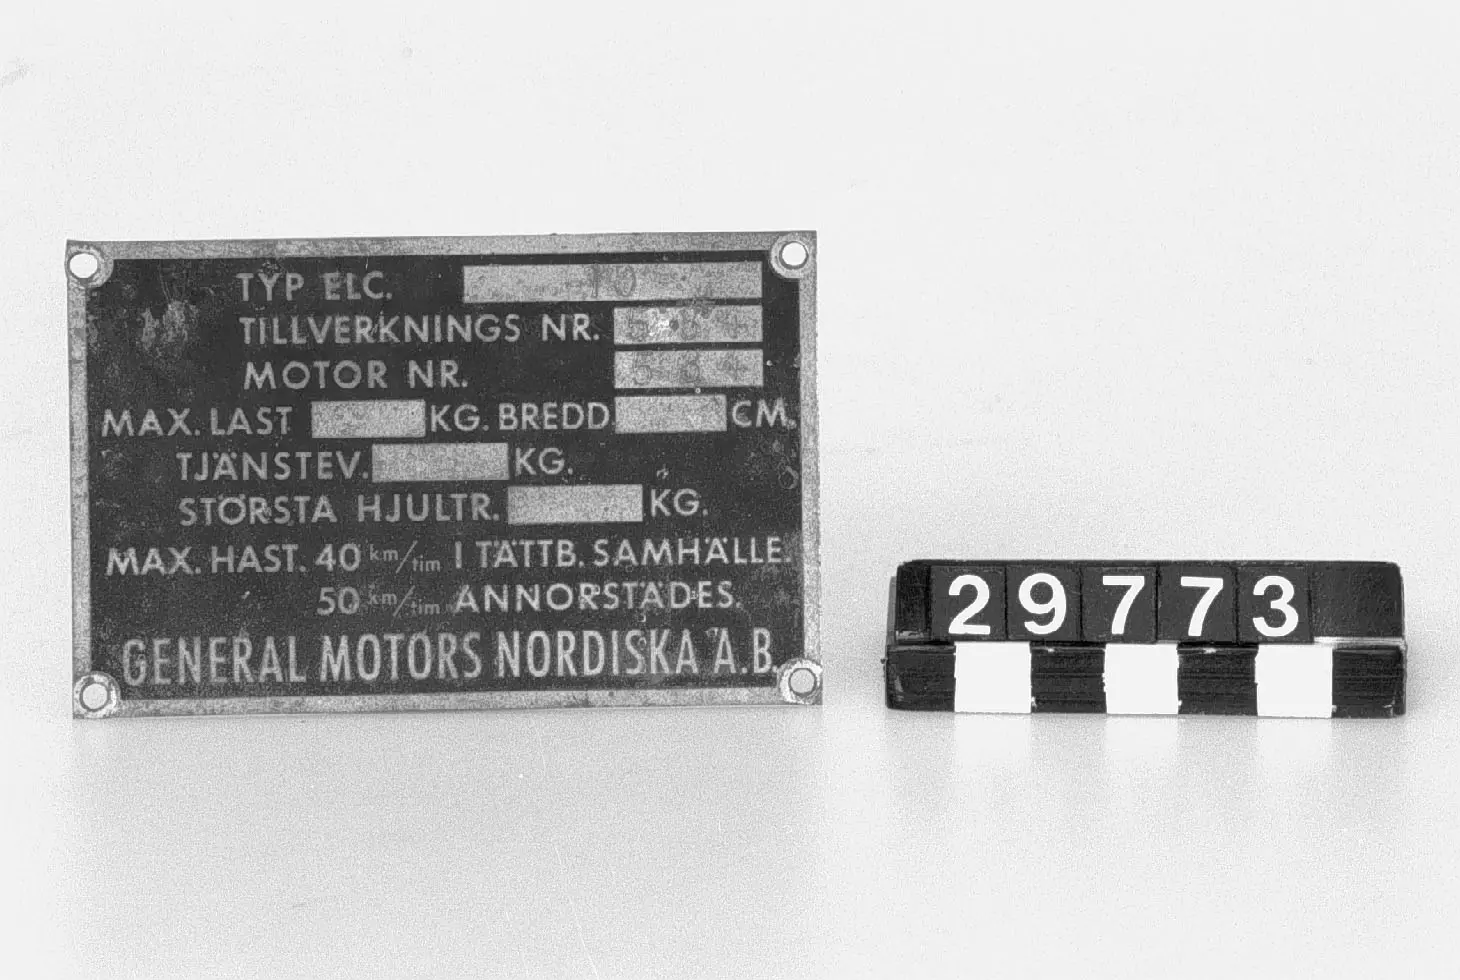 TYP ELC. 10
TILLVERKNINGS NR.
MOTOR NR.
MAX. LAST KG. BREDD CM.
TJÄNSTEV. KG.
STÖRSTA HJULTR. KG.
MAX. HAST. 40 km/tim I TÄTTB. SAMHÄLLE.
50 km/tim ANNORSTÄDES.
GENERAL MOTORS NORDISKA A.B.
29773